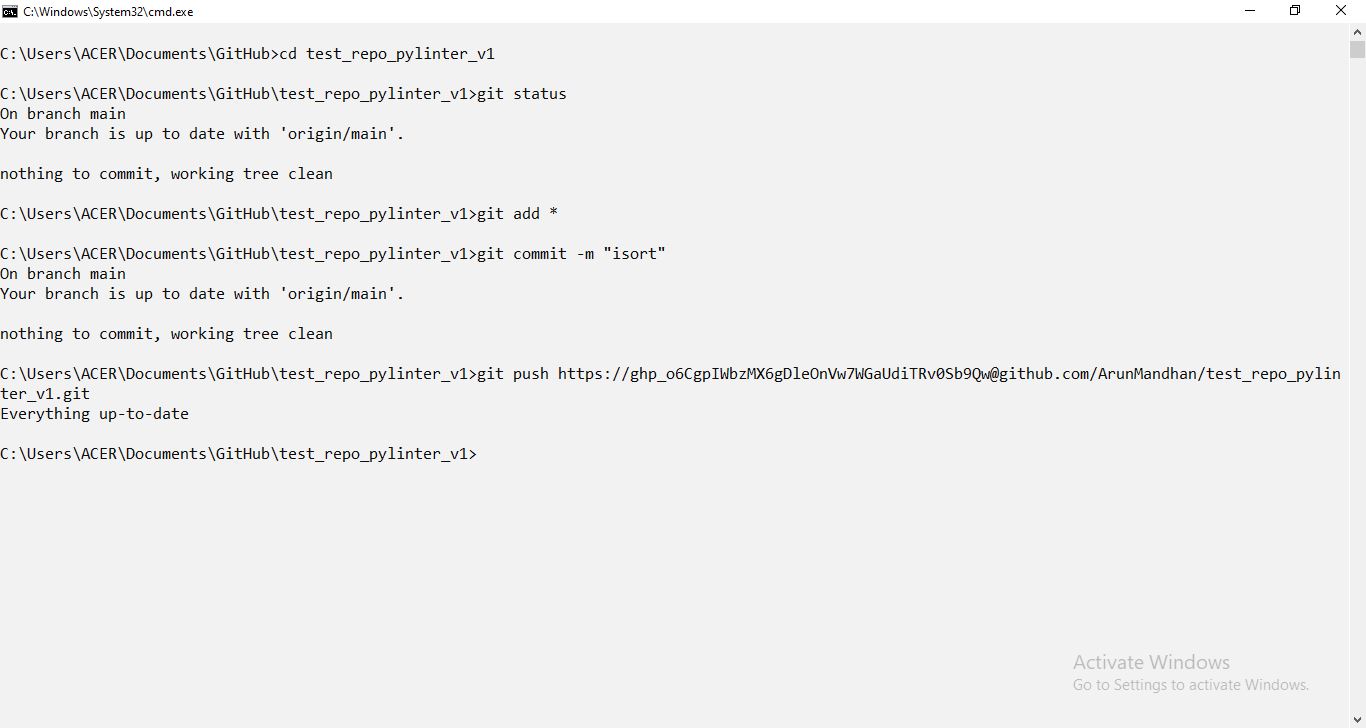 C:\Windows\System32\cmd.exe
C:\Users\ACER\Documents\GitHub>cd test_repo_pylinter_v1
C:\Users\ACER\Documents\GitHub\test_repo_pylinter_v1>git status
On branch main
Your branch is up to date with 'origin/main'.
nothing to commit, working tree clean
C:\Users\ACER\Documents\GitHub\test_repo_pylinter_v1>git add *
C:\Users\ACER\Documents\GitHub\test_repo_pylinter_v1>git commit -m "isort"
On branch main
Your branch is up to date with 'origin/main'.
nothing to commit, working tree clean
C:\Users\ACER\Documents\GitHub\test_repo_pylinter_v1>git push https://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@github.com/ArunMandhan/test_repo_pylin
ter_v1.git
Everything up-to-date
C:\Users\ACER\Documents\GitHub\test_repo_pylinter_v1>
Activate Windows
Go to Settings to activate Windows.